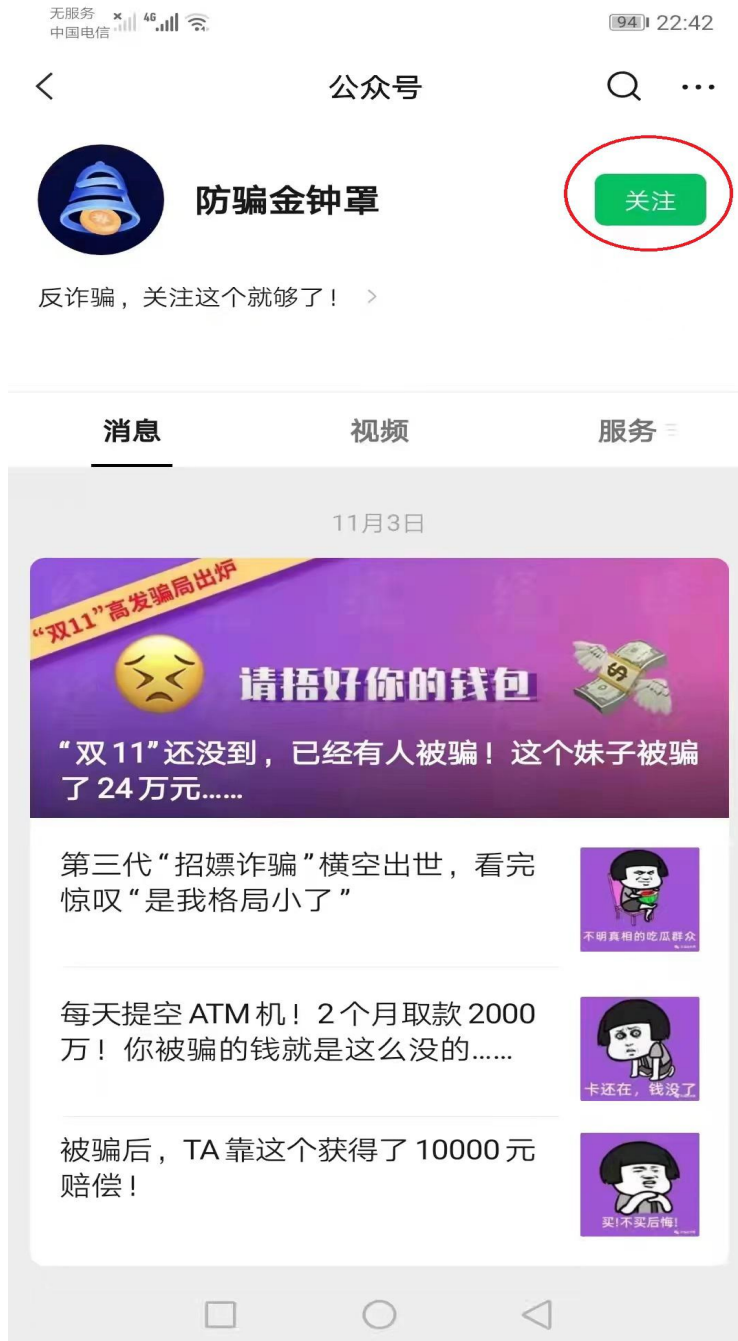 无服务
中国电信
4G
94
22:42
公众号
防骗金钟罩
关注
反诈骗，关注这个就够了！
消息
视频
服务
11月3日
“双11”高发骗局出炉
请捂好你的钱包
“双11”还没到，已经有人被骗！这个妹子被骗
了24万元……
第三代“招嫖诈骗”横空出世，看完
惊叹“是我格局小了”
不明真相的吃瓜群众
每天提空ATM机！2个月取款2000
万！你被骗的钱就是这么没的……
卡还在，钱没了
被骗后，TA靠这个获得了10000元
赔偿！
买!不买后悔!